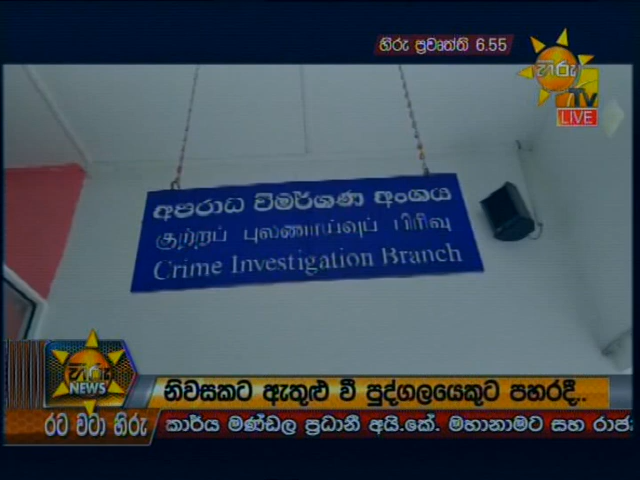 හිරු ප්‍රවෘත්ති 6.55
හිරු
TV
LIVE
අපරාධ විමර්ශණ අංශය
குற்றப் புலனாய்வுப் பிரிவு
Crime Investigation Branch
හිරු
NEWS
නිවසකට ඇතුළු වී පුද්ගලයෙකුට පහරදී..
රට වටා හිරු
කාර්ය මණ්ඩල ප්‍රධානී අයි.කේ. මහානාමට සහ රාජ